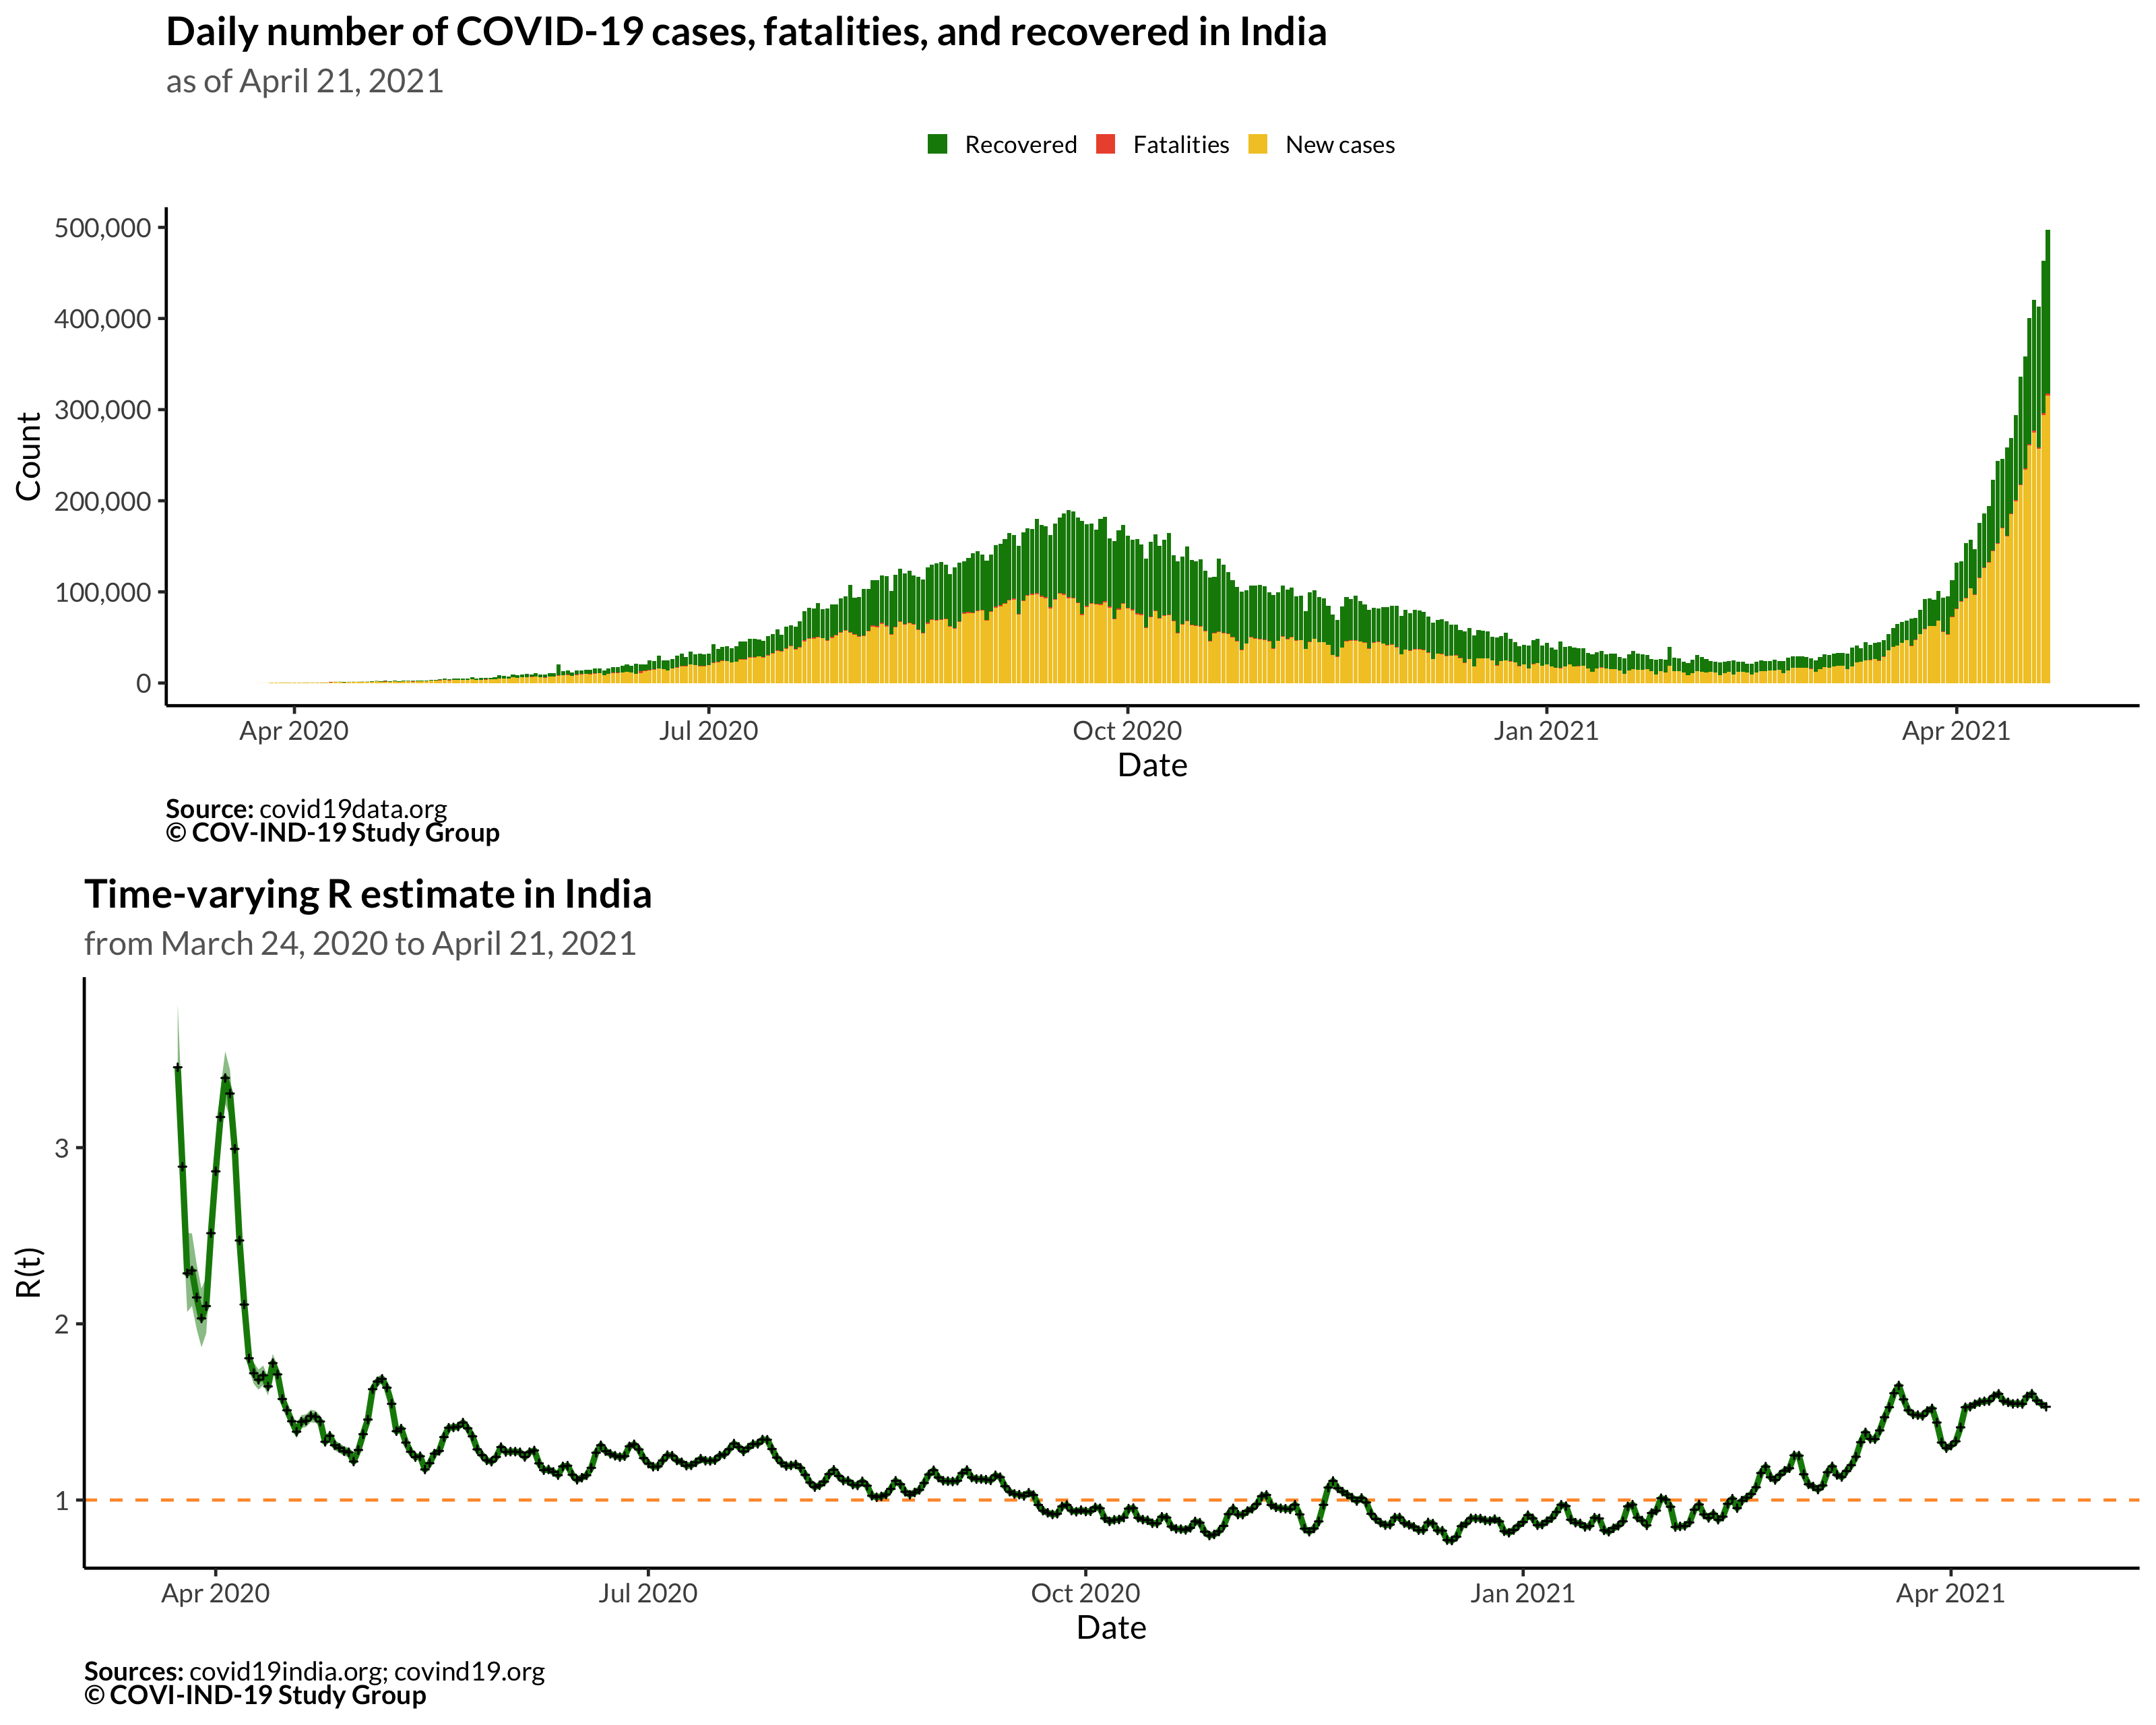 Daily number of COVID-19 cases, fatalities, and recovered in India
as of April 21, 2021
Recovered Fatalities New cases
500,000
400,000
300,000
200,000
100,000
0
Count
Apr 2020 Jul 2020 Oct 2020 Jan 2021 Apr 2021
Date
Source: covid19data.org
© COV-IND-19 Study Group
Time-varying R estimate in India
from March 24, 2020 to April 21, 2021
3
2
1
R(t)
Apr 2020 Jul 2020 Oct 2020 Jan 2021 Apr 2021
Date
Sources: covid19india.org; covind19.org
© COVI-IND-19 Study Group